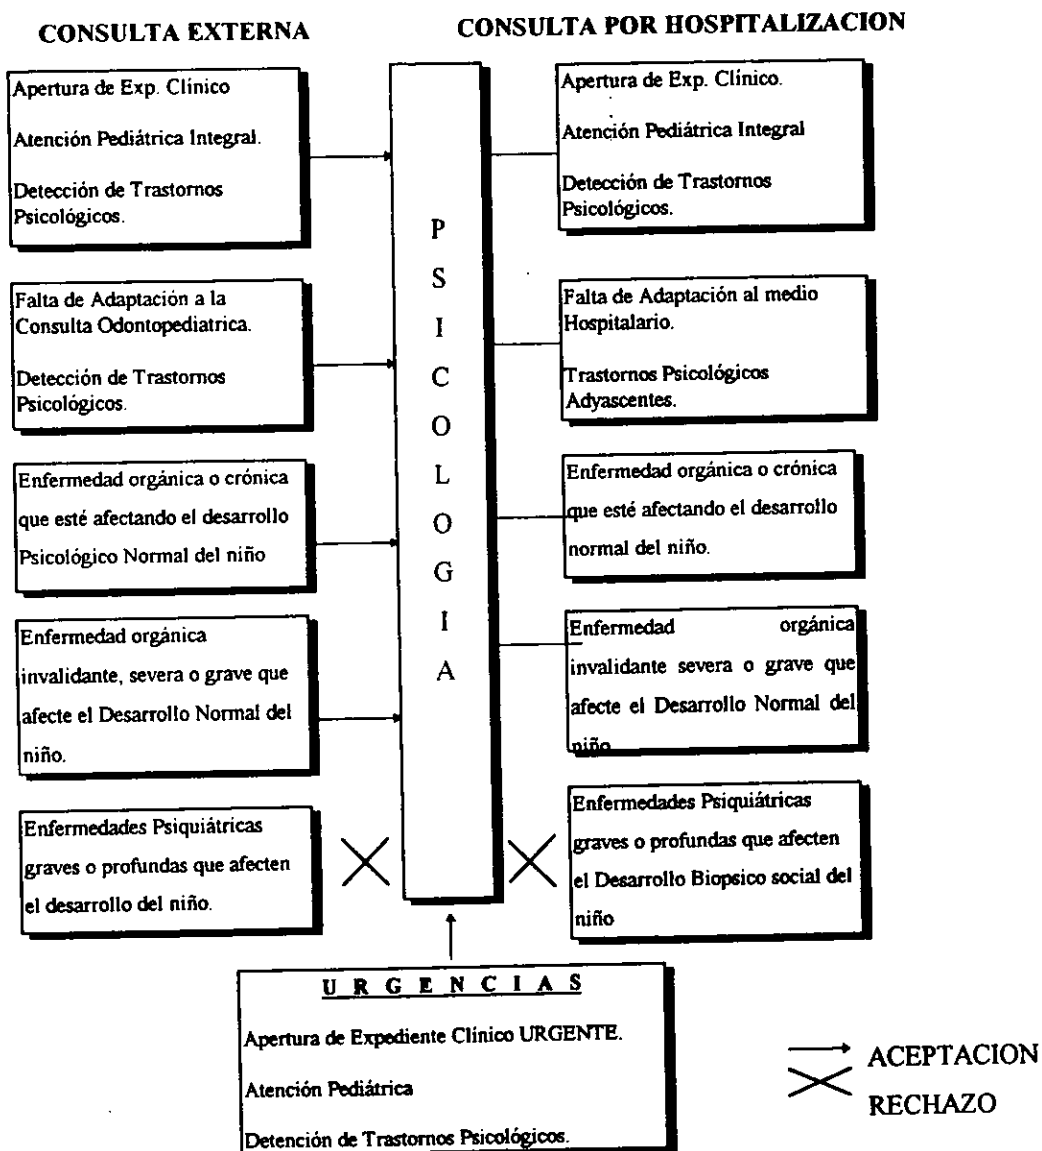 CONSULTA EXTERNA
Apertura de Exp. Clínico
Atención Pediátrica Integral.
Detección de Trastornos
Psicológicos.
Falta de Adaptación a la
Consulta Odontopediatrica.
Detección de Trastornos
Psicológicos.
Enfermedad orgánica o crónica
que esté afectando el desarrollo
Psicológico Normal del niño
Enfermedad orgánica
invalidante, severa o grave que
afecte el Desarrollo Normal del
niño.
Enfermedades Psiquiátricas
graves o profundas que afecten
el desarrollo del niño.
P
S
I
C
O
L
O
G
I
A
CONSULTA POR HOSPITALIZACION
Apertura de Exp. Clínico.
Atención Pediátrica Integral
Detección de Trastornos
Psicológicos.
Falta de Adaptación al medio
Hospitalario.
Trastornos Psicológicos
Adyascentes.
Enfermedad orgánica o crónica
que esté afectando el desarrollo
normal del niño.
Enfermedad orgánica
invalidante severa o grave que
afecte el Desarrollo Normal del
niño
Enfermedades Psiquiátricas
graves o profundas que afecten
el Desarrollo Biopsico social del
niño
U R G E N C I A S
Apertura de Expediente Clínico URGENTE.
Atención Pediátrica
Detención de Trastornos Psicológicos.
ACEPTACION
RECHAZO